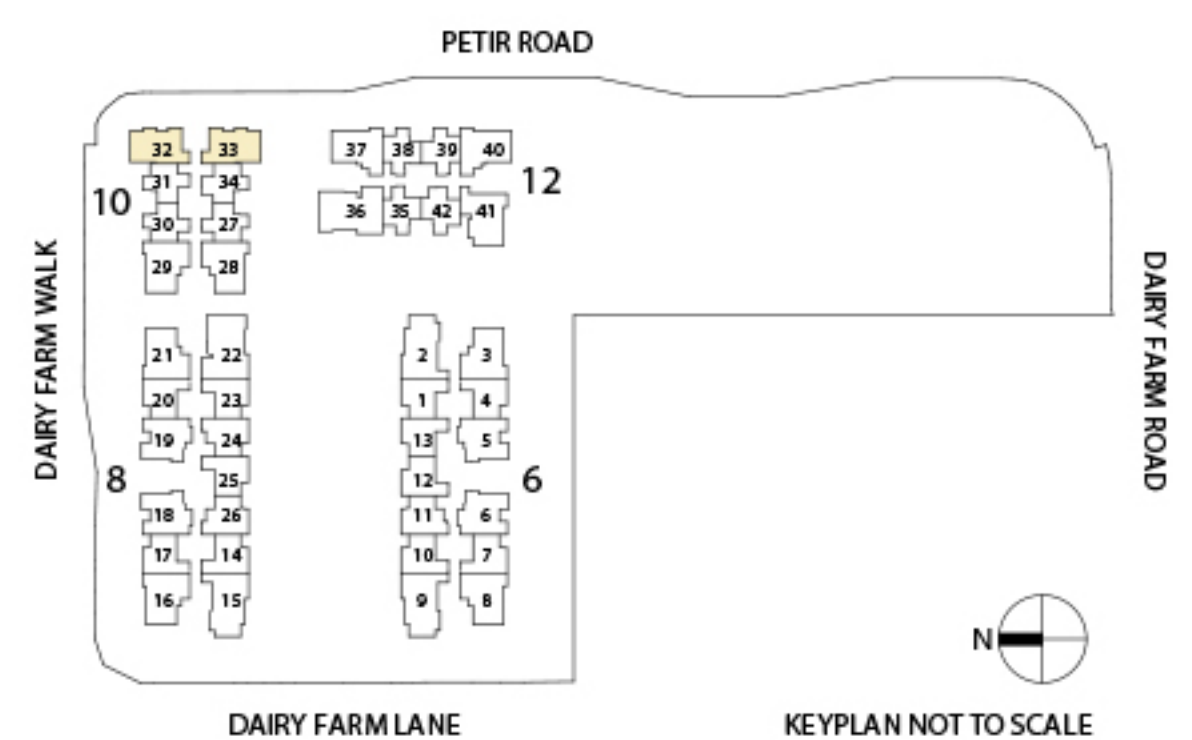 PETIR ROAD
32 33 37 38 39 40
31 34
10 12
30 27 36 35 42 41
29 28
DAIRY FARM WALK
DAIRY FARM ROAD
21 22 2 3
20 23 1 4
19 24 13 5
8 25 12 6
18 26 11 6
17 14 10 7
16 15 9 8
N
DAIRY FARM LANE
KEYPLAN NOT TO SCALE